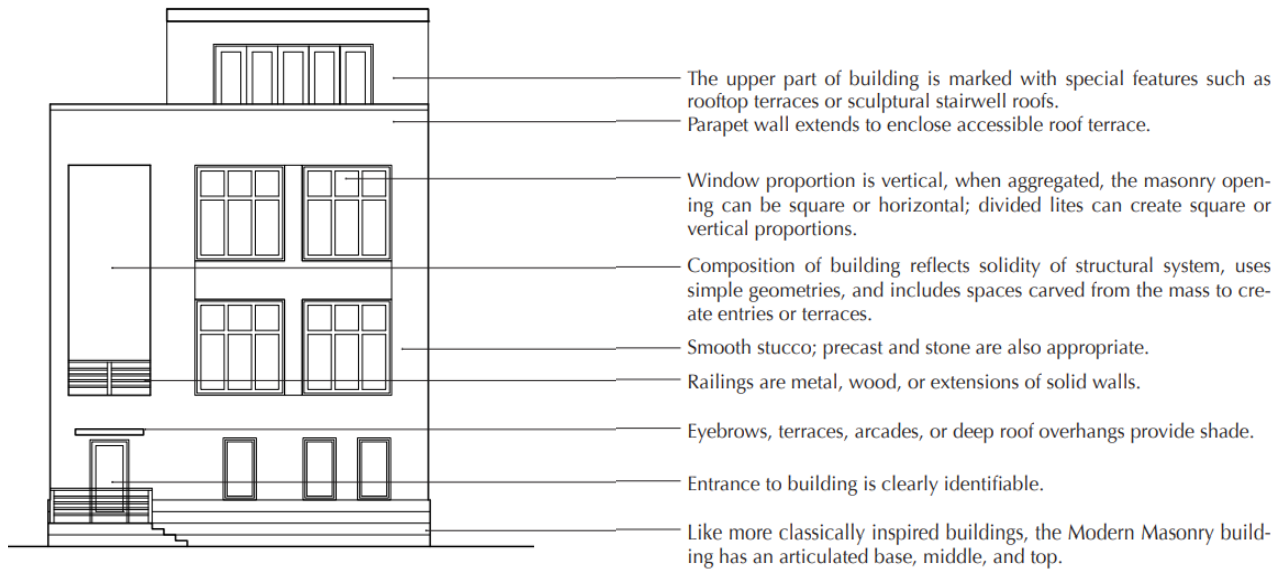 The upper part of building is marked with special features such as
rooftop terraces or sculptural stairwell roofs.
Parapet wall extends to enclose accessible roof terrace.
Window proportion is vertical, when aggregated, the masonry open-
ing can be square or horizontal; divided lites can create square or
vertical proportions.
Composition of building reflects solidity of structural system, uses
simple geometries, and includes spaces carved from the mass to cre-
ate entries or terraces.
Smooth stucco; precast and stone are also appropriate.
Railings are metal, wood, or extensions of solid walls.
Eyebrows, terraces, arcades, or deep roof overhangs provide shade.
Entrance to building is clearly identifiable.
Like more classically inspired buildings, the Modern Masonry build-
ing has an articulated base, middle, and top.